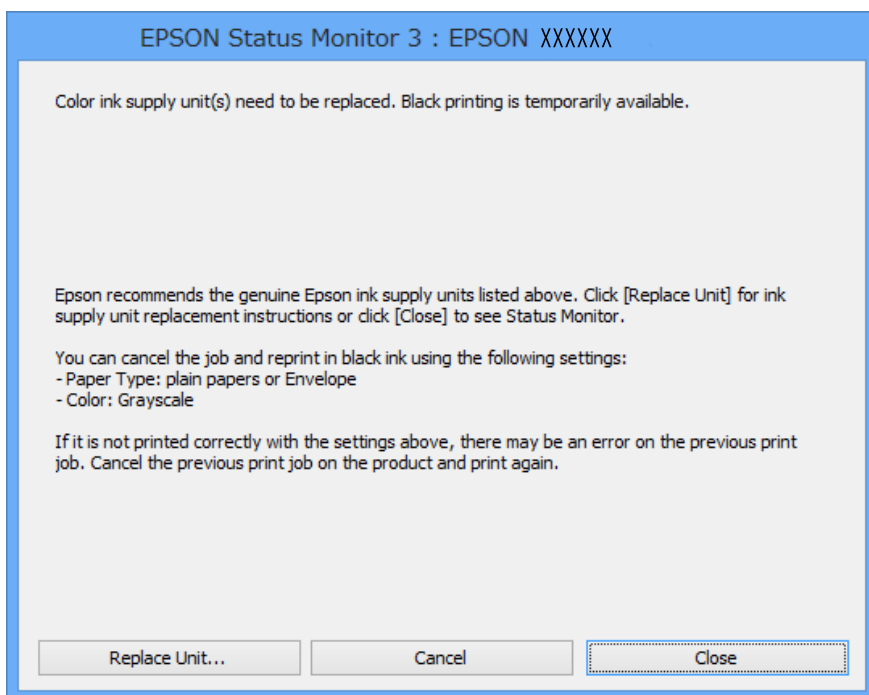 EPSON Status Monitor 3 : EPSON XXXXXX
Color ink supply unit(s) need to be replaced. Black printing is temporarily available.
Epson recommends the genuine Epson ink supply units listed above. Click [Replace Unit] for ink
supply unit replacement instructions or click [Close] to see Status Monitor.
You can cancel the job and reprint in black ink using the following settings:
- Paper Type: plain papers or Envelope
- Color: Grayscale
If it is not printed correctly with the settings above, there may be an error on the previous print
job. Cancel the previous print job on the product and print again.
Replace Unit... Cancel Close